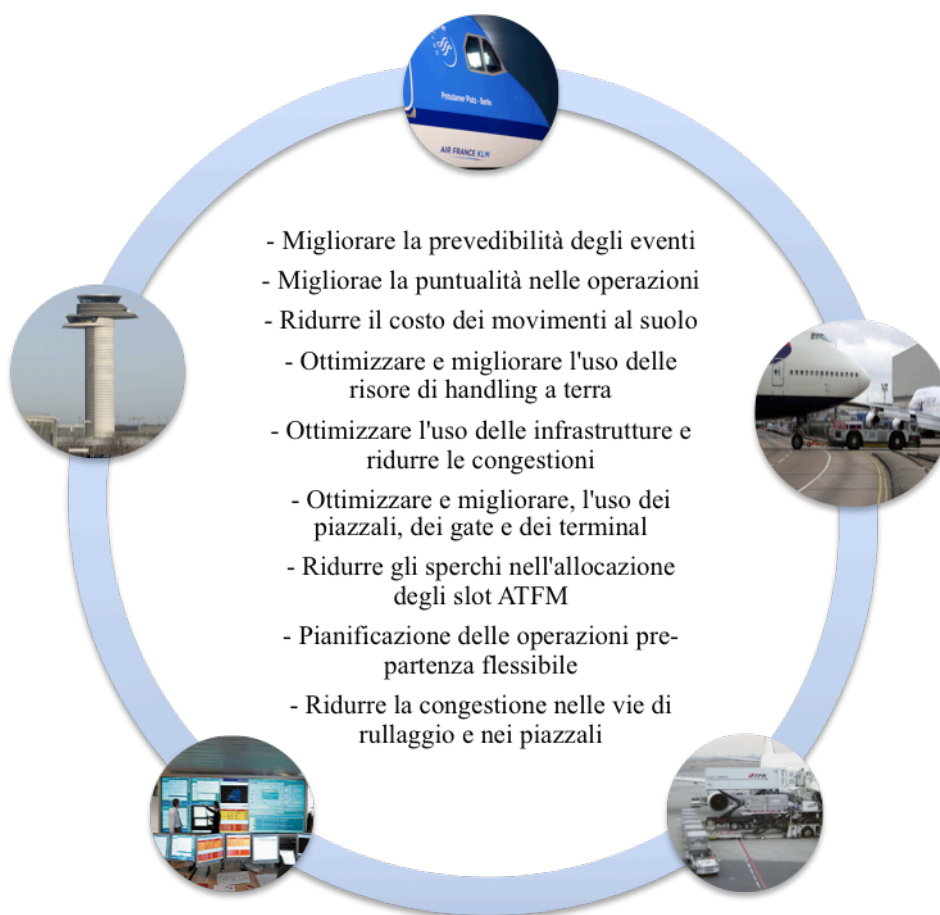 Potsdamer Platz - Berlin
AIR FRANCE KLM
- Migliorare la prevedibilità degli eventi
- Migliorae la puntualità nelle operazioni
- Ridurre il costo dei movimenti al suolo
- Ottimizzare e migliorare l'uso delle
risore di handling a terra
- Ottimizzare l'uso delle infrastrutture e
ridurre le congestioni
- Ottimizzare e migliorare, l'uso dei
piazzali, dei gate e dei terminal
- Ridurre gli sperchi nell'allocazione
degli slot ATFM
- Pianificazione delle operazioni pre-
partenza flessibile
- Ridurre la congestione nelle vie di
rullaggio e nei piazzali